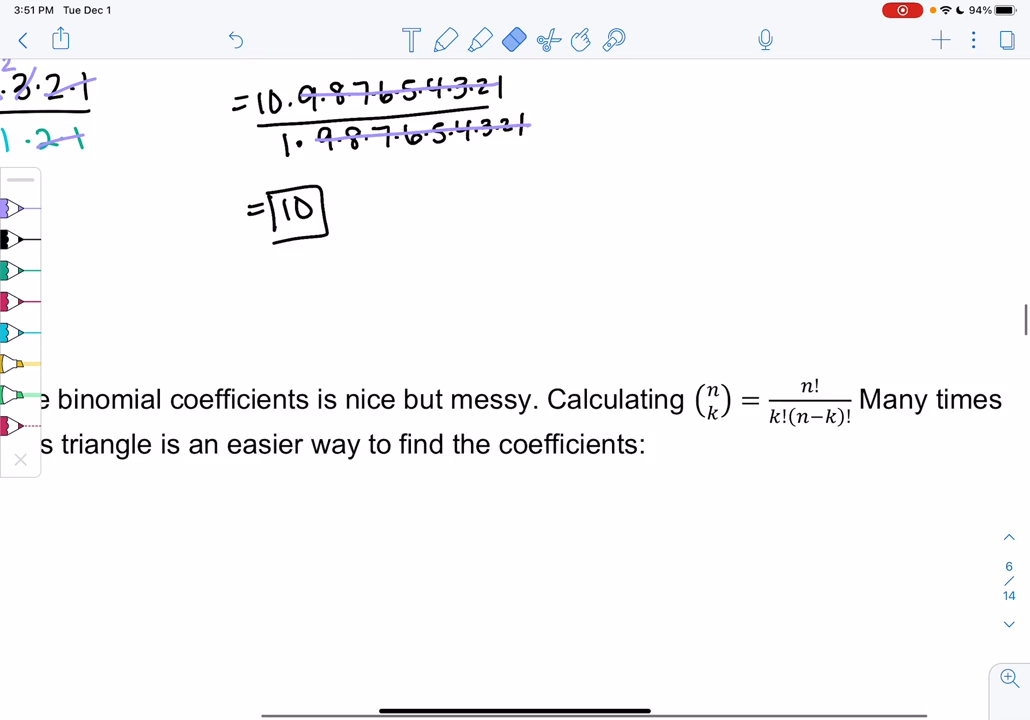 3:51 PM Tue Dec 1
94%
. 3 · 2 · 1
1 · 2 · 1
= 10 · 9 · 8 · 7 · 6 · 5 · 4 · 3 · 2 1
1 · 9 · 8 · 7 · 6 · 5 · 4 · 3 · 2 1
= 10
e binomial coefficients is nice but messy. Calculating (n k) = n! / k!(n−k)! Many times
s triangle is an easier way to find the coefficients:
6
/
14